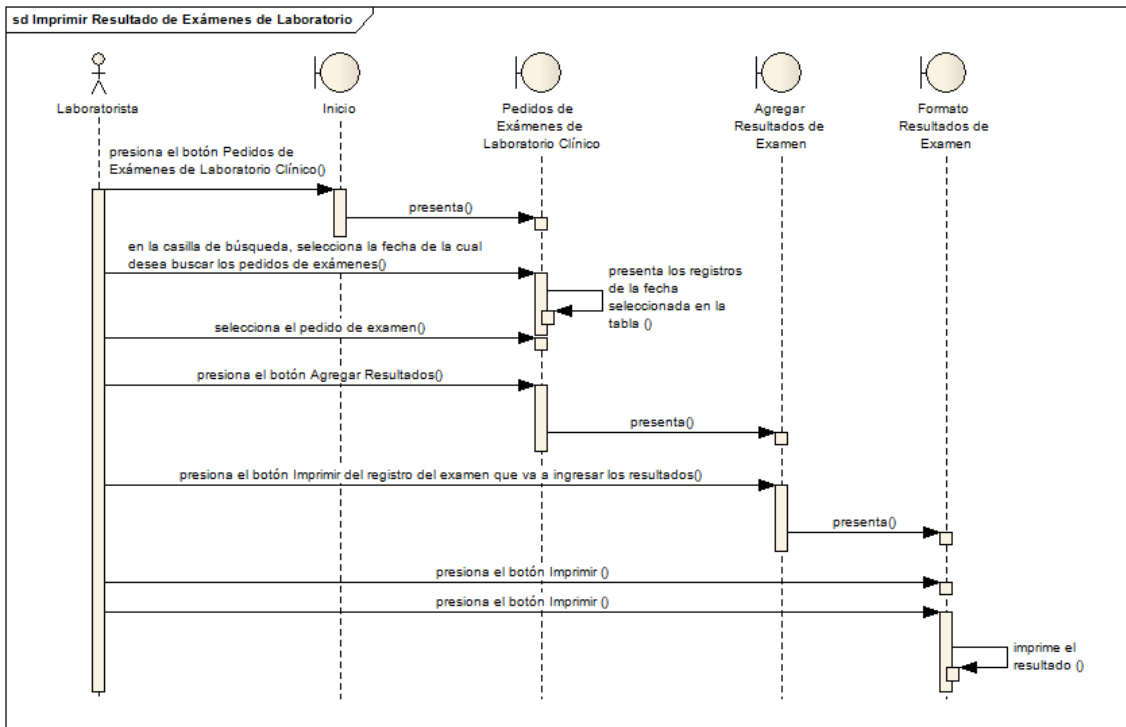 sd Imprimir Resultado de Exámenes de Laboratorio
Laboratorista
Inicio
Pedidos de
Exámenes de
Laboratorio Clínico
Agregar
Resultados de
Examen
Formato
Resultados de
Examen
presiona el botón Pedidos de
Exámenes de Laboratorio Clínico()
presenta()
en la casilla de búsqueda, selecciona la fecha de la cual
desea buscar los pedidos de exámenes()
presenta los registros
de la fecha
seleccionada en la
tabla ()
selecciona el pedido de examen()
presiona el botón Agregar Resultados()
presenta()
presiona el botón Imprimir del registro del examen que va a ingresar los resultados()
presenta()
presiona el botón Imprimir ()
presiona el botón Imprimir ()
imprime el
resultado ()